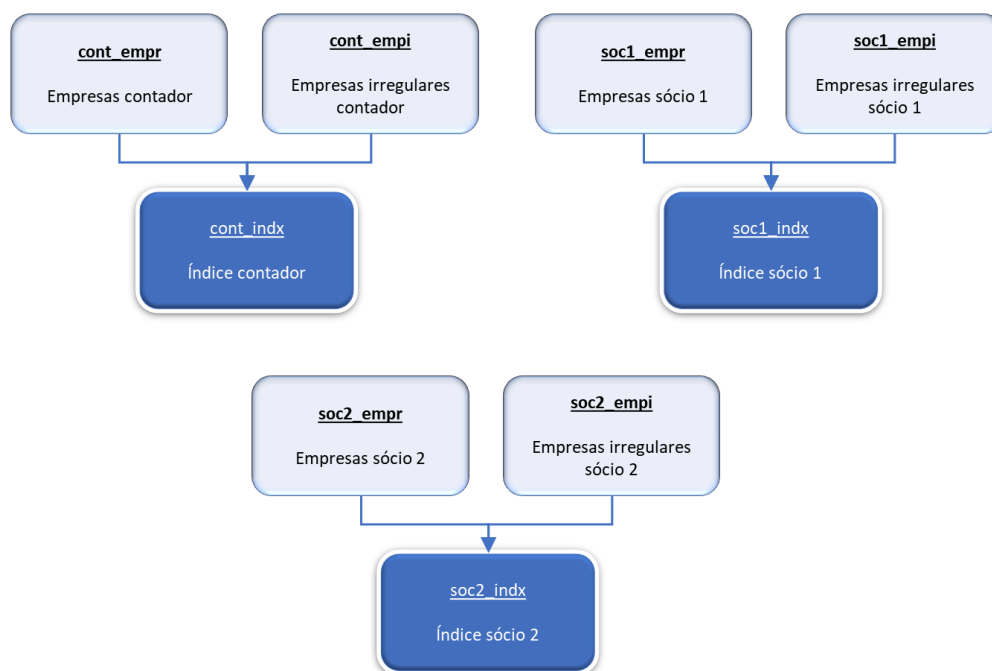 cont_empr
Empresas contador
cont_empi
Empresas irregulares
contador
soc1_empr
Empresas sócio 1
soc1_empi
Empresas irregulares
sócio 1
cont_indx
Índice contador
soc1_indx
Índice sócio 1
soc2_empr
Empresas sócio 2
soc2_empi
Empresas irregulares
sócio 2
soc2_indx
Índice sócio 2